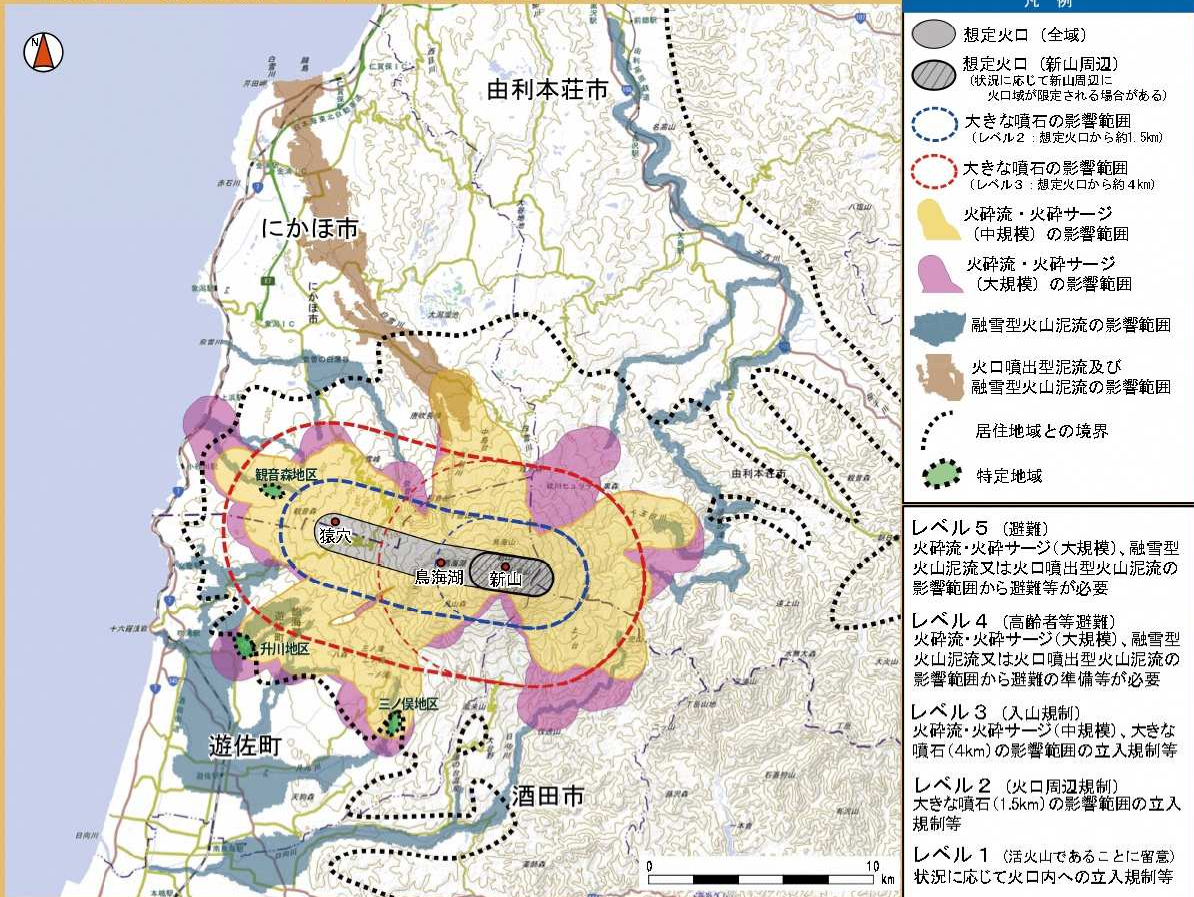 凡 例
想定火口（全域）
想定火口（新山周辺）
（状況に応じて新山周辺に
火口域が限定される場合がある）
大きな噴石の影響範囲
（レベル２：想定火口から約1.5km）
大きな噴石の影響範囲
（レベル３：想定火口から約４km）
火砕流・火砕サージ
（中規模）の影響範囲
火砕流・火砕サージ
（大規模）の影響範囲
融雪型火山泥流の影響範囲
火口噴出型泥流及び
融雪型火山泥流の影響範囲
居住地域との境界
特定地域
レベル５（避難）
火砕流・火砕サージ（大規模）、融雪型
火山泥流又は火口噴出型火山泥流の
影響範囲から避難等が必要
レベル４（高齢者等避難）
火砕流・火砕サージ（大規模）、融雪型
火山泥流又は火口噴出型火山泥流の
影響範囲から避難の準備等が必要
レベル３（入山規制）
火砕流・火砕サージ（中規模）、大きな
噴石（4km）の影響範囲の立入規制等
レベル２（火口周辺規制）
大きな噴石（1.5km）の影響範囲の立入
規制等
レベル１（活火山であることに留意）
状況に応じて火口内への立入規制等
N
由利本荘市
にかほ市
にかほ市
象潟ＩＣ
大潟溜池
由利本荘市
観音森地区
猿穴
鳥海湖
新山
升川地区
三ノ俣地区
遊佐町
酒田市
十六羅漢岩
日向川
0
10
km